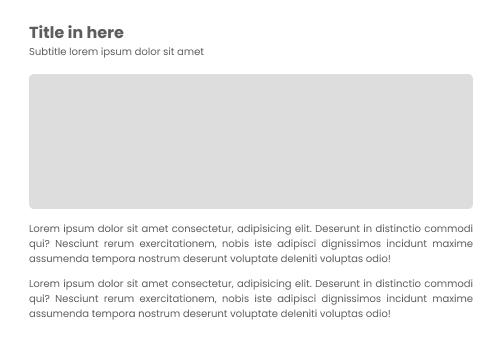 Title in here
Subtitle lorem ipsum dolor sit amet
Lorem ipsum dolor sit amet consectetur, adipisicing elit. Deserunt in distinctio commodi
qui? Nesciunt rerum exercitationem, nobis iste adipisci dignissimos incidunt maxime
assumenda tempora nostrum deserunt voluptate deleniti voluptas odio!
Lorem ipsum dolor sit amet consectetur, adipisicing elit. Deserunt in distinctio commodi
qui? Nesciunt rerum exercitationem, nobis iste adipisci dignissimos incidunt maxime
assumenda tempora nostrum deserunt voluptate deleniti voluptas odio!